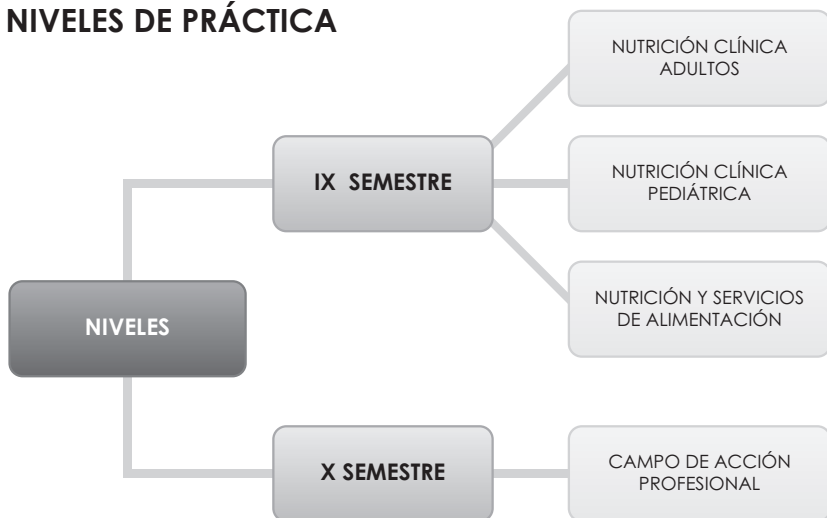 NIVELES DE PRÁCTICA
NUTRICIÓN CLÍNICA
ADULTOS
IX SEMESTRE
NUTRICIÓN CLÍNICA
PEDIÁTRICA
NUTRICIÓN Y SERVICIOS
DE ALIMENTACIÓN
NIVELES
X SEMESTRE
CAMPO DE ACCIÓN
PROFESIONAL